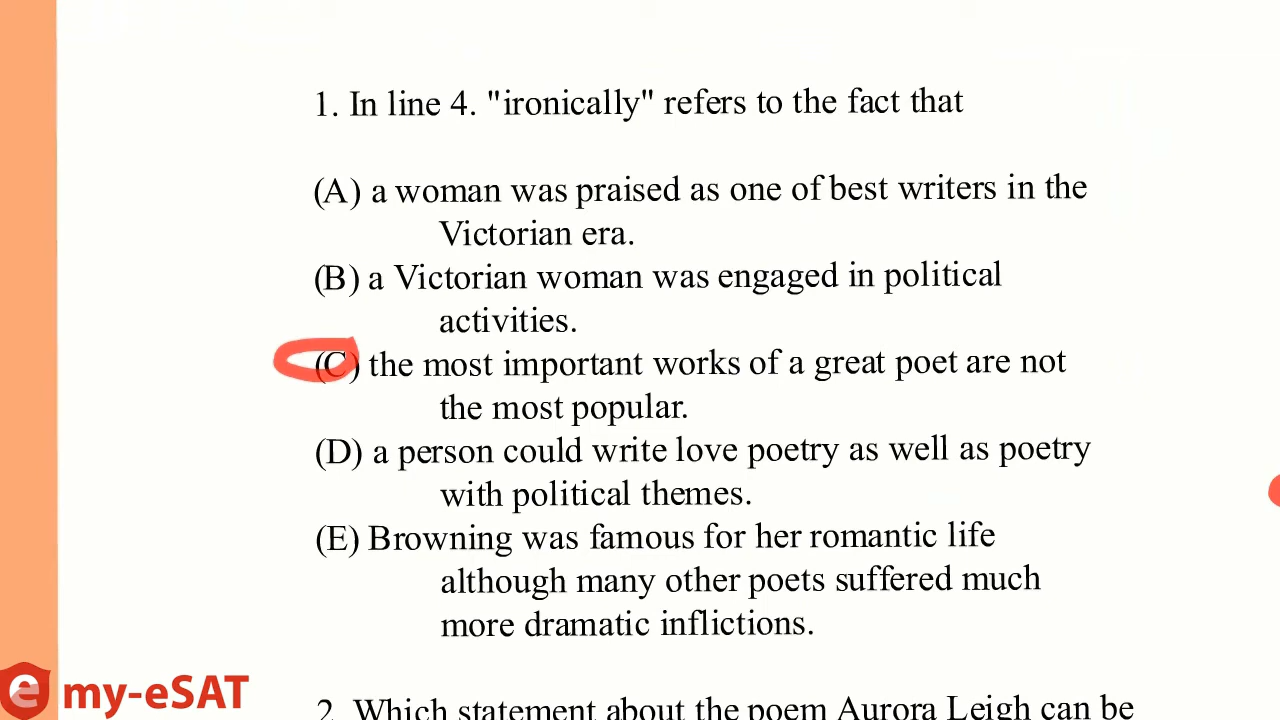 1. In line 4. "ironically" refers to the fact that
(A) a woman was praised as one of best writers in the
Victorian era.
(B) a Victorian woman was engaged in political
activities.
(C) the most important works of a great poet are not
the most popular.
(D) a person could write love poetry as well as poetry
with political themes.
(E) Browning was famous for her romantic life
although many other poets suffered much
more dramatic inflictions.
2. Which statement about the poem Aurora Leigh can be
e my-eSAT